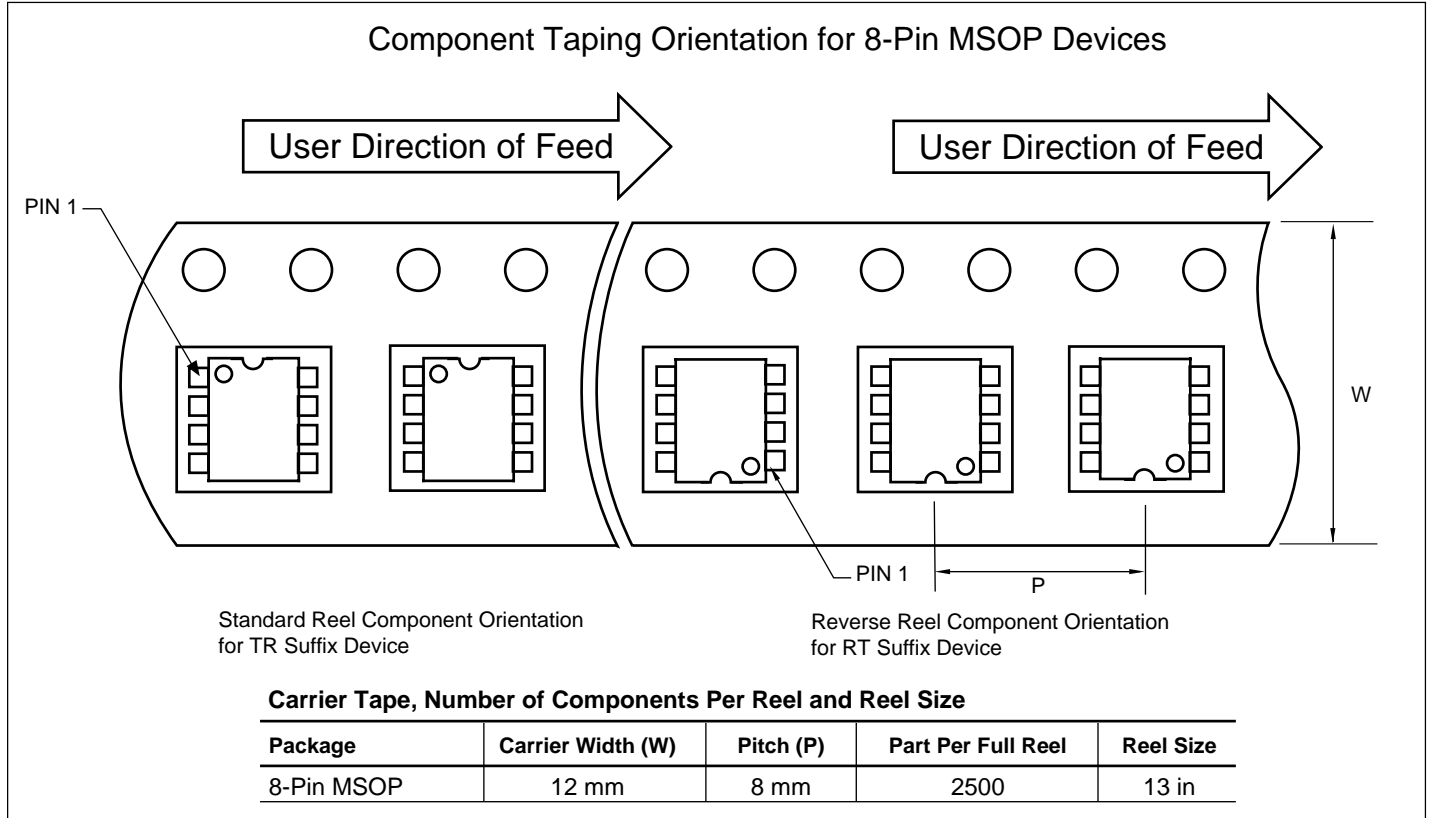 Component Taping Orientation for 8-Pin MSOP Devices
User Direction of Feed
User Direction of Feed
PIN 1
W
PIN 1
P
Standard Reel Component Orientation
for TR Suffix Device
Reverse Reel Component Orientation
for RT Suffix Device
Carrier Tape, Number of Components Per Reel and Reel Size
Package Carrier Width (W) Pitch (P) Part Per Full Reel Reel Size
8-Pin MSOP 12 mm 8 mm 2500 13 in